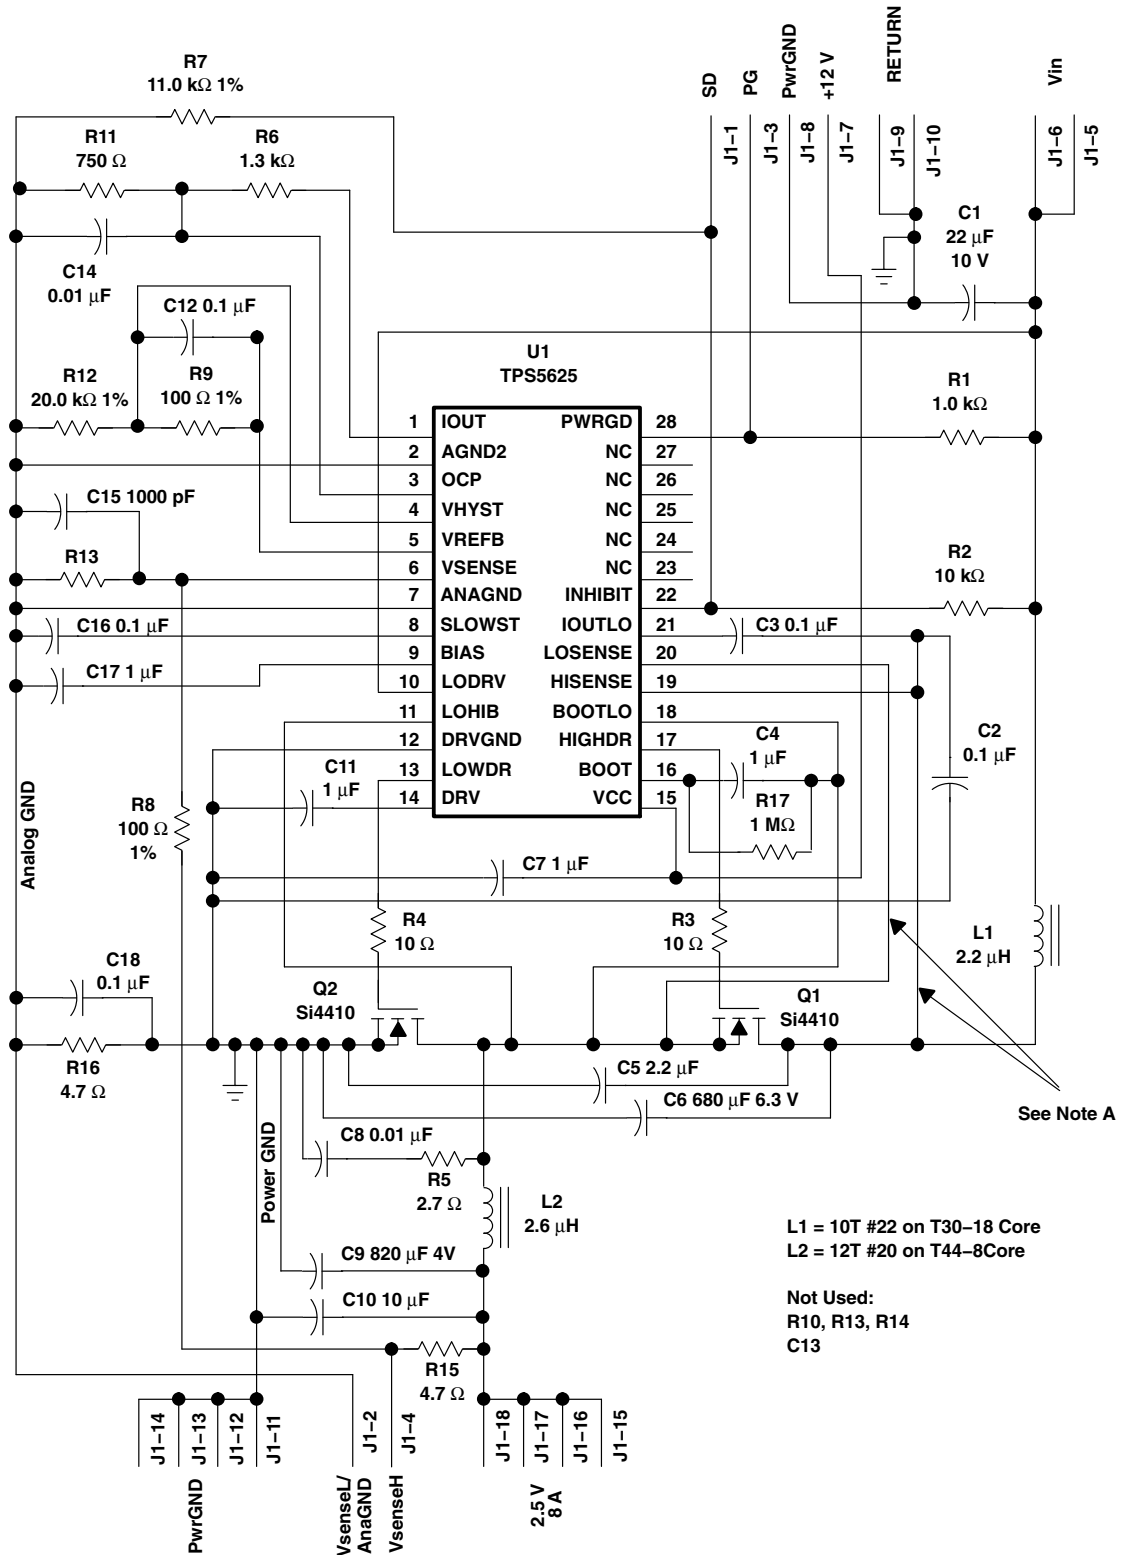 R7
11.0 kΩ 1%
R11
750 Ω
R6
1.3 kΩ
C14
0.01 μF
C12 0.1 μF
R12
20.0 kΩ 1%
R9
100 Ω 1%
SD
PG
PwrGND
+12 V
RETURN
Vin
J1−1
J1−3
J1−8
J1−7
J1−9
J1−10
J1−6
J1−5
C1
22 μF
10 V
U1
TPS5625
R1
1.0 kΩ
1 IOUT PWRGD 28
2 AGND2 NC 27
3 OCP NC 26
4 VHYST NC 25
5 VREFB NC 24
6 VSENSE NC 23
7 ANAGND INHIBIT 22
8 SLOWST IOUTLO 21
9 BIAS LOSENSE 20
10 LODRV HISENSE 19
11 LOHIB BOOTLO 18
12 DRVGND HIGHDR 17
13 LOWDR BOOT 16
14 DRV VCC 15
C15 1000 pF
R13
C16 0.1 μF
C17 1 μF
R2
10 kΩ
C3 0.1 μF
C2
0.1 μF
C4
1 μF
R17
1 MΩ
C11
1 μF
R8
100 Ω
1%
Analog GND
C7 1 μF
R4
10 Ω
R3
10 Ω
L1
2.2 μH
C18
0.1 μF
R16
4.7 Ω
Q2
Si4410
Q1
Si4410
C5 2.2 μF
C6 680 μF 6.3 V
See Note A
C8 0.01 μF
R5
2.7 Ω
Power GND
L2
2.6 μH
C9 820 μF 4V
C10 10 μF
R15
4.7 Ω
L1 = 10T #22 on T30−18 Core
L2 = 12T #20 on T44−8Core
Not Used:
R10, R13, R14
C13
J1−14
J1−13
J1−12
J1−11
J1−2
J1−4
J1−18
J1−17
J1−16
J1−15
PwrGND
VsenseL/
AnaGND
VsenseH
2.5 V
8 A